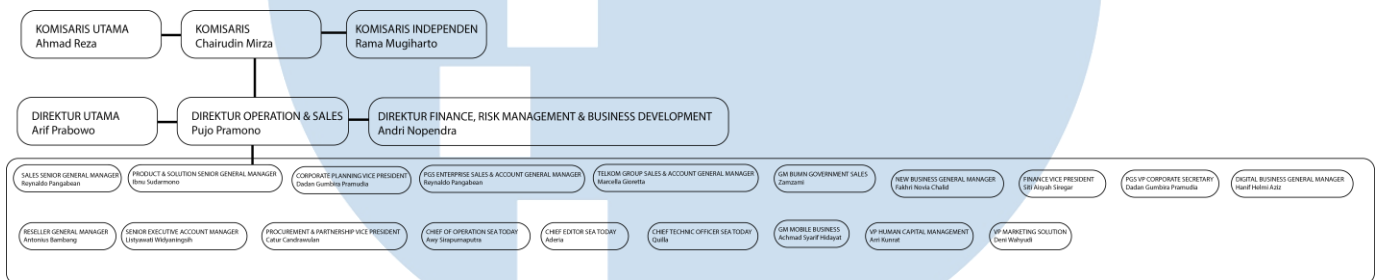 KOMISARIS UTAMA
Ahmad Reza
KOMISARIS
Chairudin Mirza
KOMISARIS INDEPENDEN
Rama Mugiharto
DIREKTUR UTAMA
Arif Prabowo
DIREKTUR OPERATION & SALES
Pujo Pramono
DIREKTUR FINANCE, RISK MANAGEMENT & BUSINESS DEVELOPMENT
Andri Nopendra
SALES SENIOR GENERAL MANAGER
Reynaldo Pangabean
PRODUCT & SOLUTION SENIOR GENERAL MANAGER
Ibnu Sudarmono
CORPORATE PLANNING VICE PRESIDENT
Dadan Gumbira Pramudia
PGS ENTERPRISE SALES & ACCOUNT GENERAL MANAGER
Reynaldo Pangabean
TELKOM GROUP SALES & ACCOUNT GENERAL MANAGER
Marcella Gioretta
GM BUMN GOVERNMENT SALES
Zamzami
NEW BUSINESS GENERAL MANAGER
Fakhri Novia Chalid
FINANCE VICE PRESIDENT
Siti Aisyah Siregar
PGS VP CORPORATE SECRETARY
Dadan Gumbira Pramudia
DIGITAL BUSINESS GENERAL MANAGER
Hanif Helmi Aziz
RESELLER GENERAL MANAGER
Antonius Bambang
SENIOR EXECUTIVE ACCOUNT MANAGER
Listyawati Widyaningsih
PROCUREMENT & PARTNERSHIP VICE PRESIDENT
Catur Candrawulan
CHIEF OF OPERATION SEA TODAY
Awy Sirapurnaputra
CHIEF EDITOR SEA TODAY
Aderia
CHIEF TECHNIC OFFICER SEA TODAY
Quilla
GM MOBILE BUSINESS
Achmad Syarif Hidayat
VP HUMAN CAPITAL MANAGEMENT
Arri Kunrat
VP MARKETING SOLUTION
Deni Wahyudi